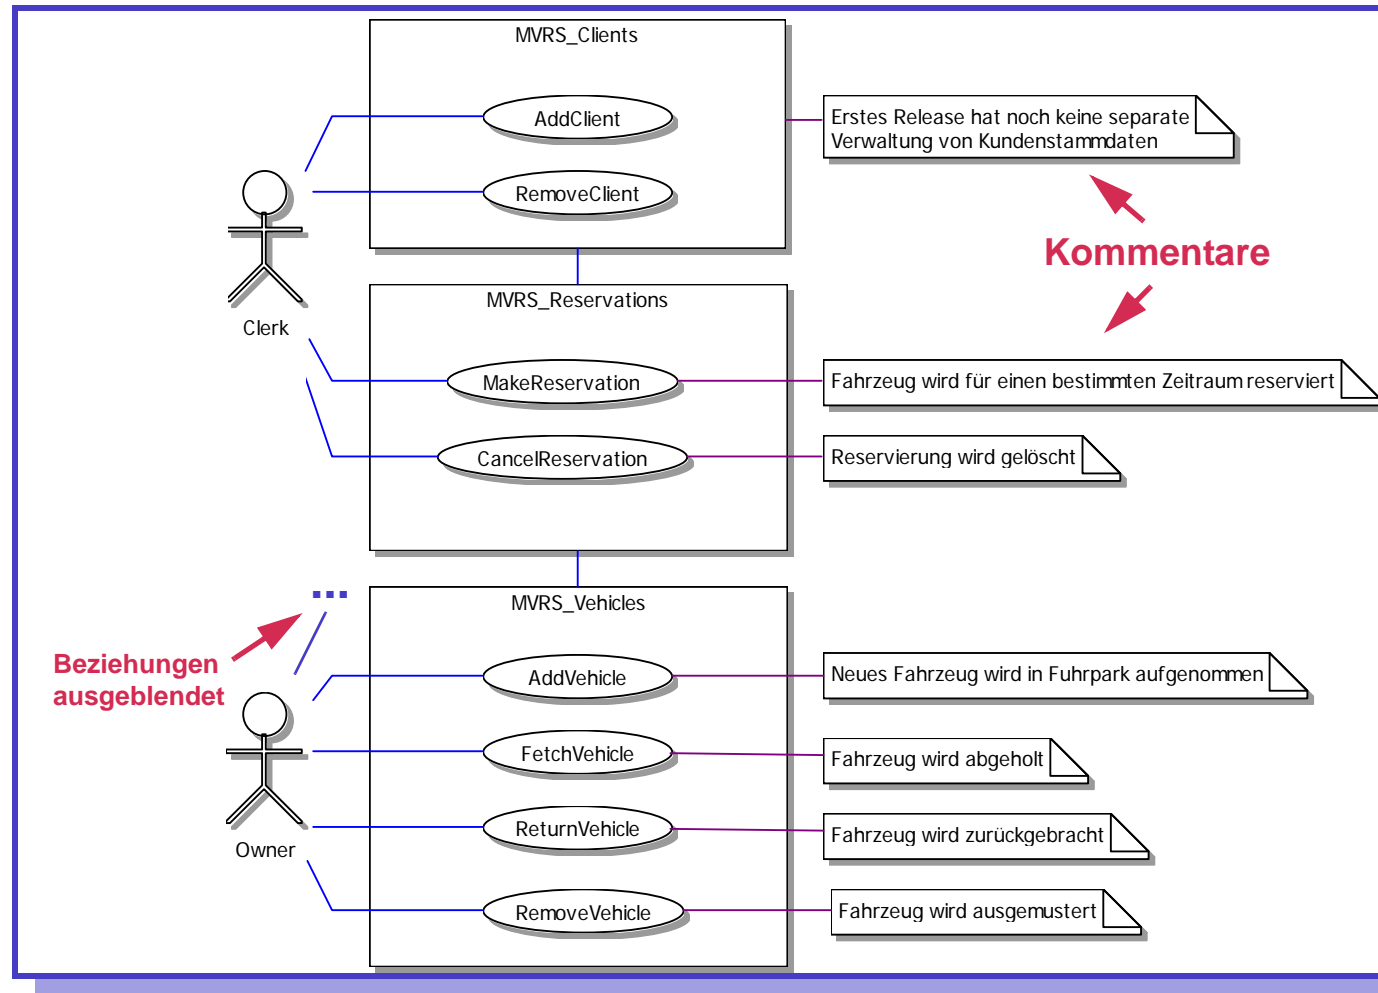 MVRS_Clients
AddClient
Erstes Release hat noch keine separate
Verwaltung von Kundenstammdaten
RemoveClient
Kommentare
MVRS_Reservations
Clerk
MakeReservation
Fahrzeug wird für einen bestimmten Zeitraum reserviert
CancelReservation
Reservierung wird gelöscht
...
MVRS_Vehicles
Beziehungen
ausgeblendet
AddVehicle
Neues Fahrzeug wird in Fuhrpark aufgenommen
FetchVehicle
Fahrzeug wird abgeholt
ReturnVehicle
Fahrzeug wird zurückgebracht
Owner
RemoveVehicle
Fahrzeug wird ausgemustert